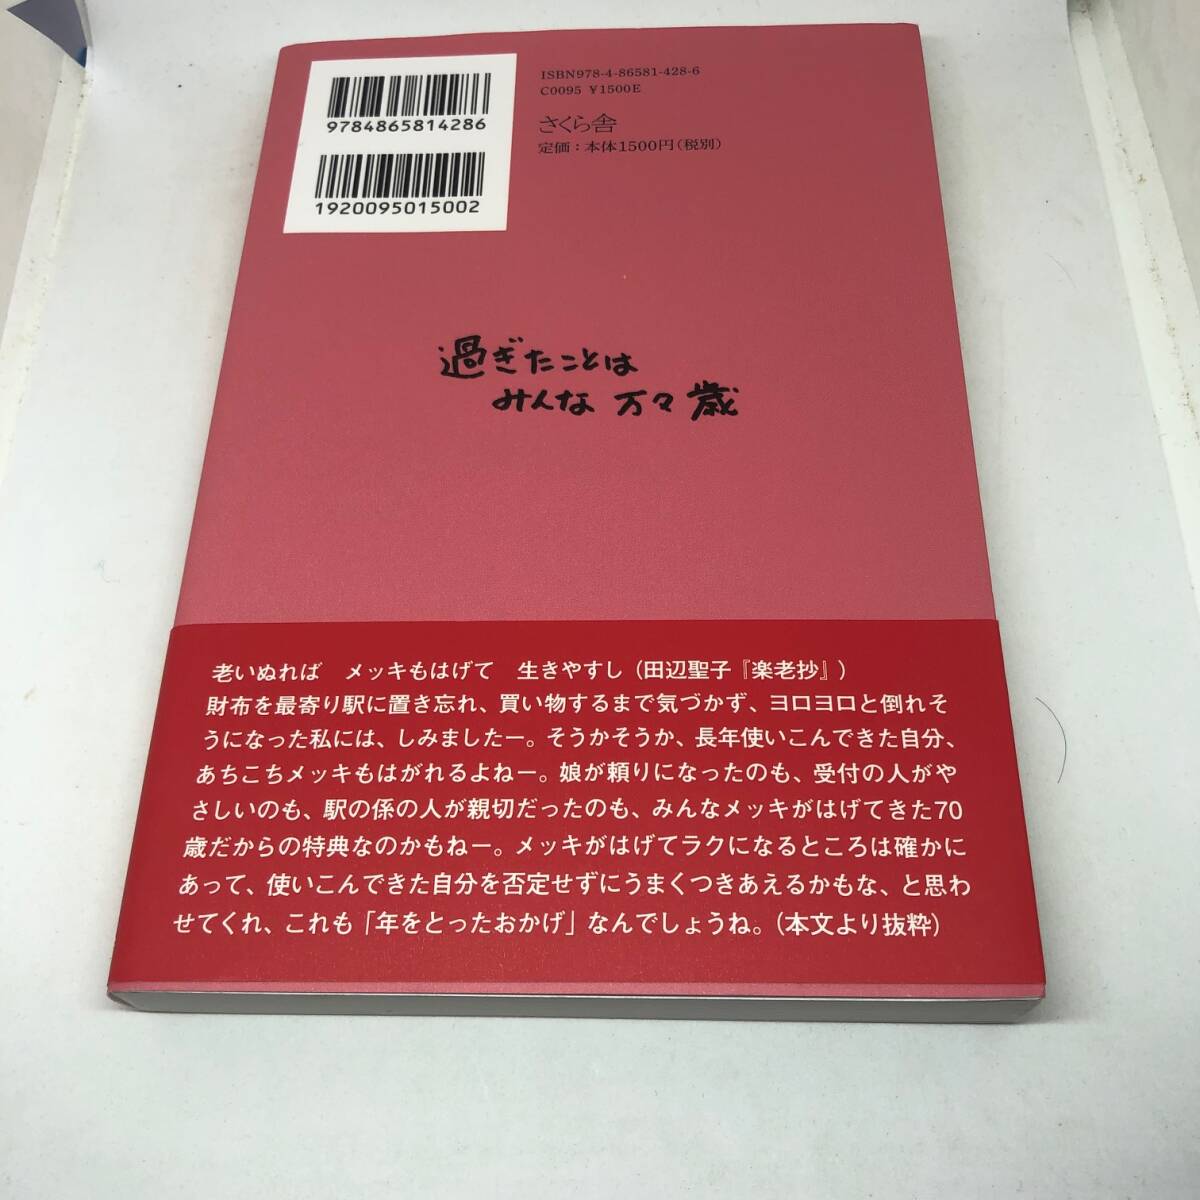 9784865814286
1920095015002
ISBN978-4-86581-428-6
C0095 ¥1500E
さくら舎
定価：本体1500円（税別）
過ぎたことは
みんな 万々歳
老いぬれば　メッキもはげて　生きやすし（田辺聖子『楽老抄』）
財布を最寄り駅に置き忘れ、買い物するまで気づかず、ヨロヨロと倒れそ
うになった私には、しみましたー。そうかそうか、長年使いこんできた自分、
あちこちメッキもはがれるよねー。娘が頼りになったのも、受付の人がや
さしいのも、駅の係の人が親切だったのも、みんなメッキがはげてきた70
歳だからの特典なのかもねー。メッキがはげてラクになるところは確かに
あって、使いこんできた自分を否定せずにうまくつきあえるかもな、と思わ
せてくれ、これも「年をとったおかげ」なんでしょうね。（本文より抜粋）